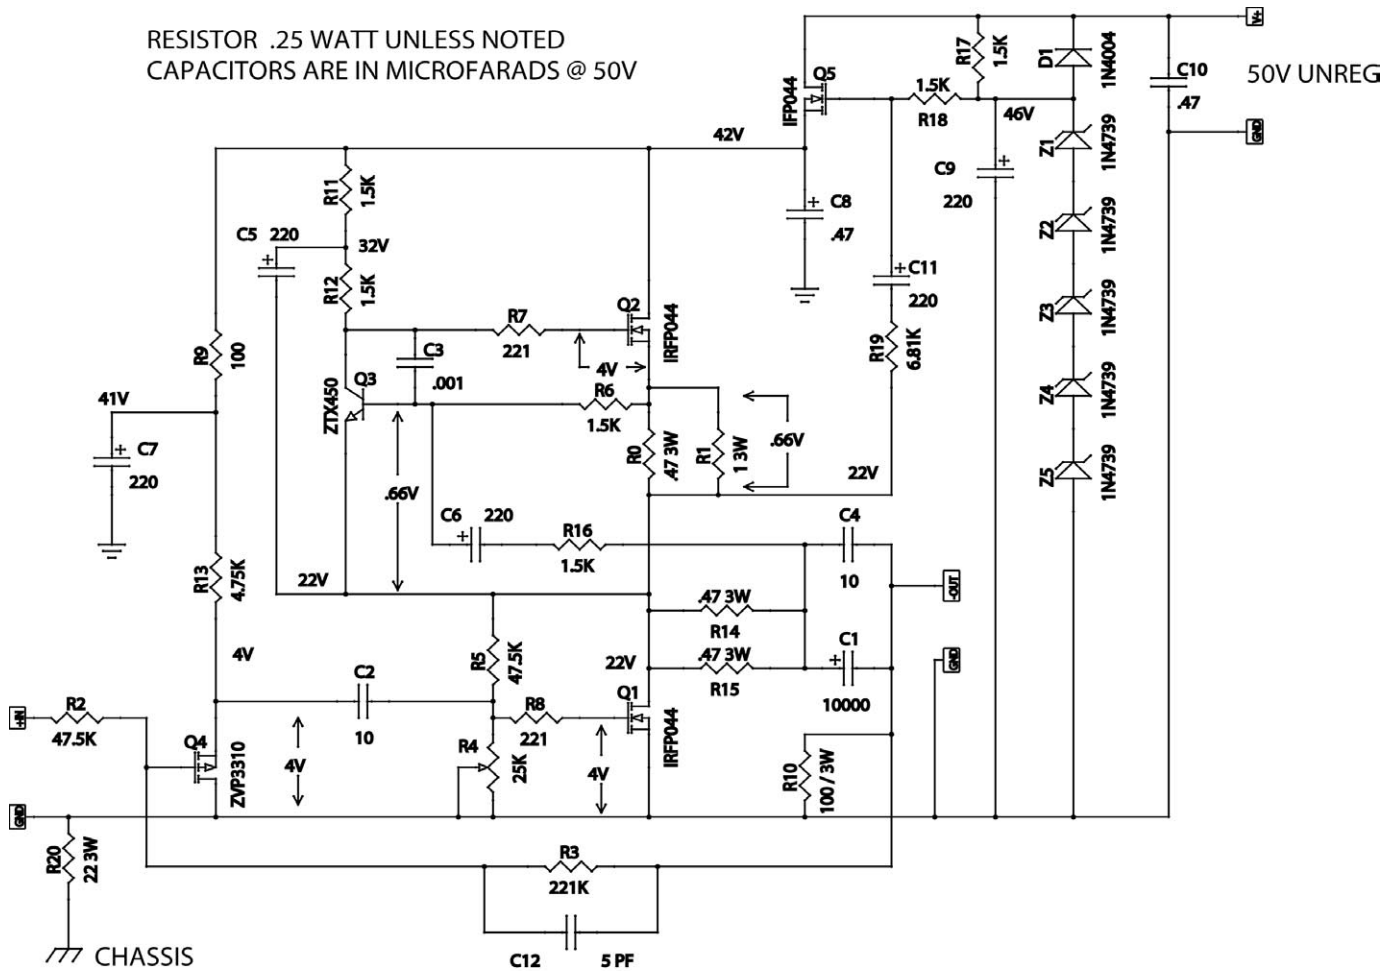 RESISTOR .25 WATT UNLESS NOTED
CAPACITORS ARE IN MICROFARADS @ 50V
V+
50V UNREG
GND
C10
.47
D1
1N4004
R17
1.5K
Q5
IFP044
1.5K
R18
46V
42V
Z1
1N4739
Z2
1N4739
Z3
1N4739
Z4
1N4739
Z5
1N4739
C9
220
C8
.47
C11
220
R19
6.81K
R11
1.5K
C5 220
32V
R12
1.5K
Q2
IRFP044
R7
221
4V
C3
.001
Q3
ZTX450
R6
1.5K
R9
100
41V
C7
220
R0
.47 3W
R1
1 3W
.66V
22V
.66V
C6 220
R16
1.5K
C4
10
-OUT
R13
4.75K
22V
.47 3W
R14
.47 3W
R15
C1
10000
GND
4V
C2
10
R5
47.5K
22V
Q1
IRFP044
R8
221
+IN
R2
47.5K
Q4
ZVP3310
4V
R4
25K
4V
R10
100 / 3W
GND
R20
22 3W
R3
221K
C12 5 PF
CHASSIS